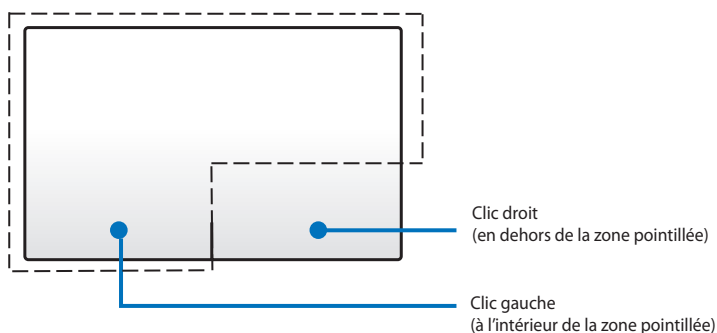 Clic droit
(en dehors de la zone pointillée)
Clic gauche
(à l'intérieur de la zone pointillée)